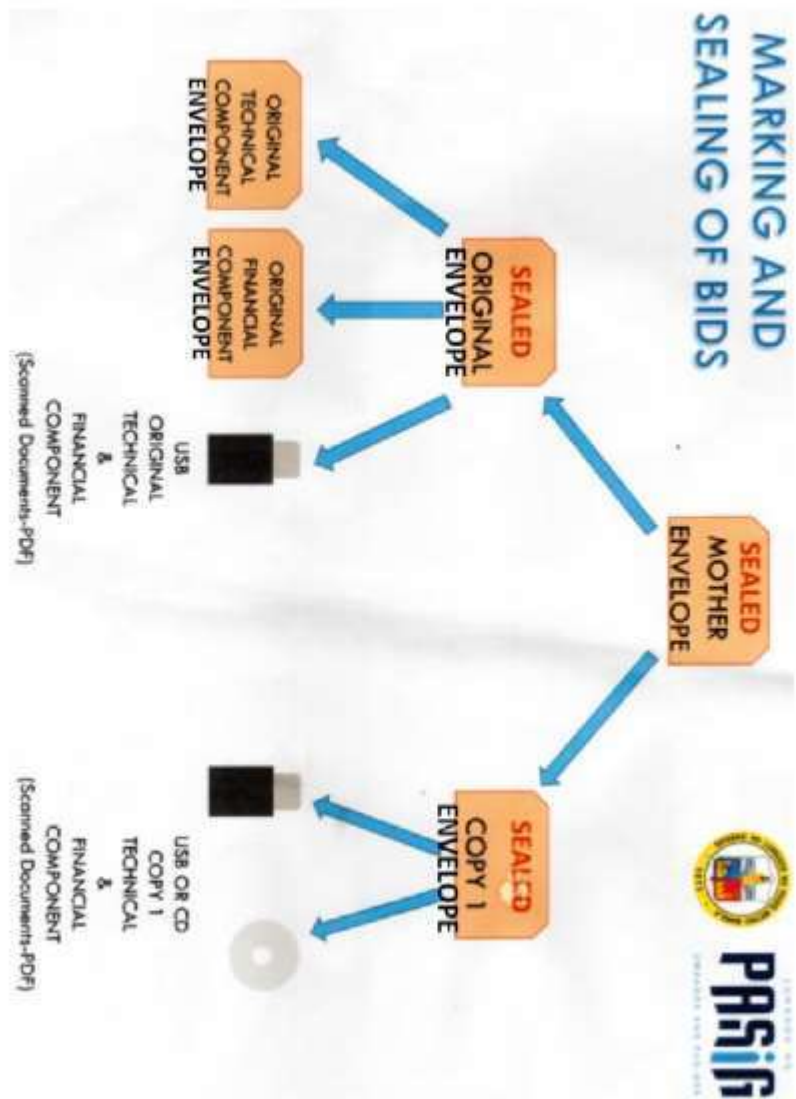 MARKING AND
SEALING OF BIDS
PASIG
SEALED
MOTHER
ENVELOPE
SEALED
ORIGINAL
ENVELOPE
SEALED
COPY 1
ENVELOPE
ORIGINAL
TECHNICAL
COMPONENT
ENVELOPE
ORIGINAL
FINANCIAL
COMPONENT
ENVELOPE
USB
ORIGINAL
TECHNICAL
&
FINANCIAL
COMPONENT
(Scanned Documents-PDF)
USB OR CD
COPY 1
TECHNICAL
&
FINANCIAL
COMPONENT
(Scanned Documents-PDF)